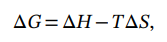 ΔG = ΔH − TΔS,